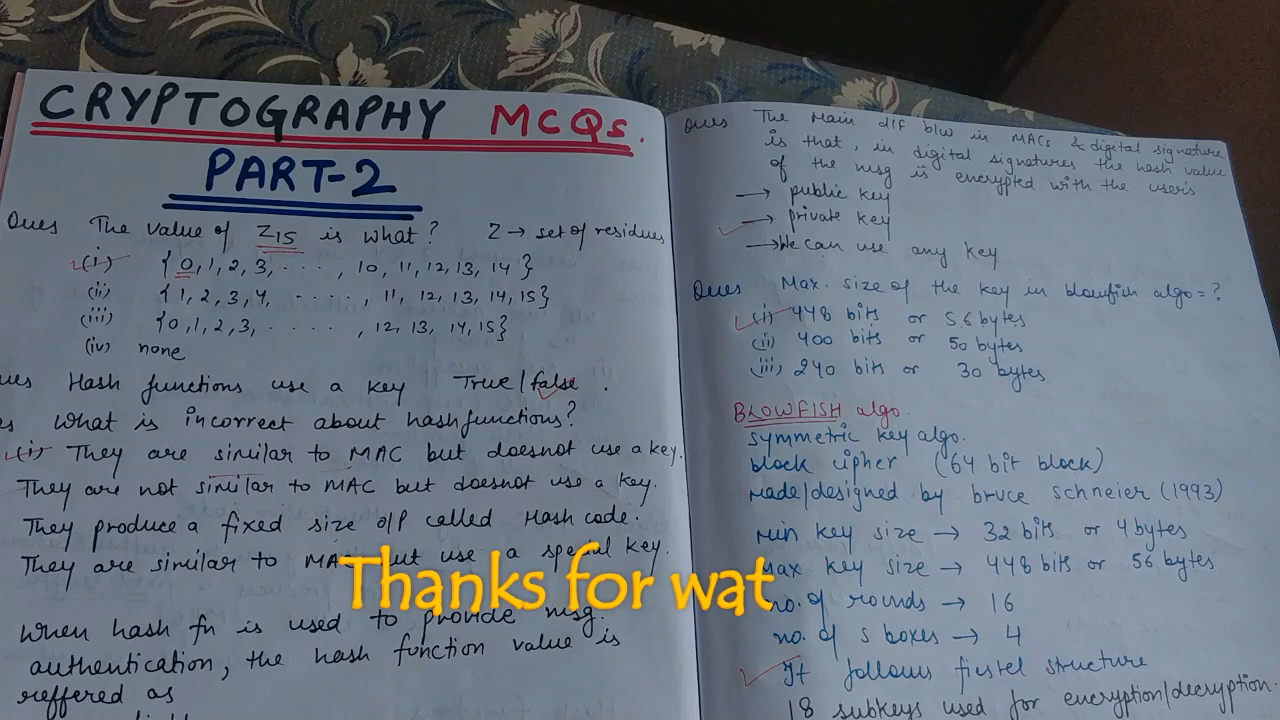 CRYPTOGRAPHY MCQs.
PART-2
Ques The value of Z15 is what? Z → set of residues
(i) {0, 1, 2, 3, ....., 10, 11, 12, 13, 14}
(ii) {1, 2, 3, 4, ....., 11, 12, 13, 14, 15}
(iii) {0, 1, 2, 3, ....., 12, 13, 14, 15}
(iv) none
ues Hash functions use a key True/false.
es What is incorrect about hash functions?
(i) They are similar to MAC but doesnot use a key.
They are not similar to MAC but doesnot use a key.
They produce a fixed size o/p called Hash code.
They are similar to MAC but use a special key.
When hash fn is used to provide msg.
authentication, the hash function value is
reffered as
Ques The Main dif b/w in MACs & digital signature
is that, in digital signatures the hash value
of the msg is encrypted with the user's
→ public key
→ private key
→ We can use any key
Ques Max. size of the key in blowfish algo = ?
(i) 448 bits or 56 bytes
(ii) 400 bits or 50 bytes
(iii) 240 bits or 30 bytes
BLOWFISH algo.
symmetric key algo.
block cipher (64 bit block)
Made/designed by bruce schneier (1993)
Min key size → 32 bits or 4 bytes
Max key size → 448 bits or 56 bytes
no. of rounds → 16
no. of s boxes → 4
It follows fiestel structure
18 subkeys used for encryption/decryption.
Thanks for wat